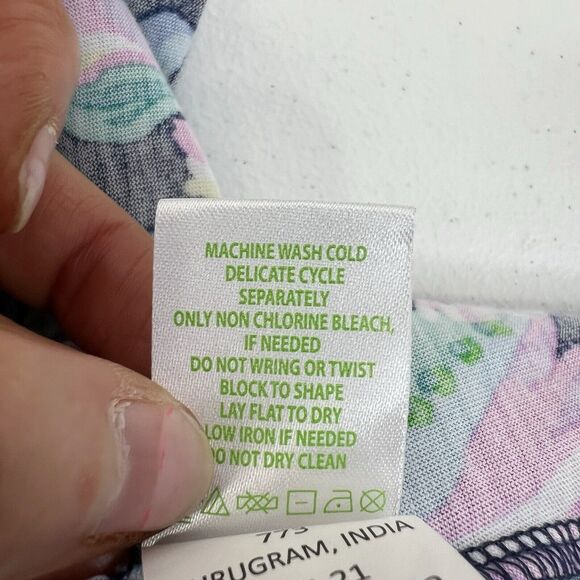 MACHINE WASH COLD
DELICATE CYCLE
SEPARATELY
ONLY NON CHLORINE BLEACH,
IF NEEDED
DO NOT WRING OR TWIST
BLOCK TO SHAPE
LAY FLAT TO DRY
LOW IRON IF NEEDED
DO NOT DRY CLEAN
INDIA
21